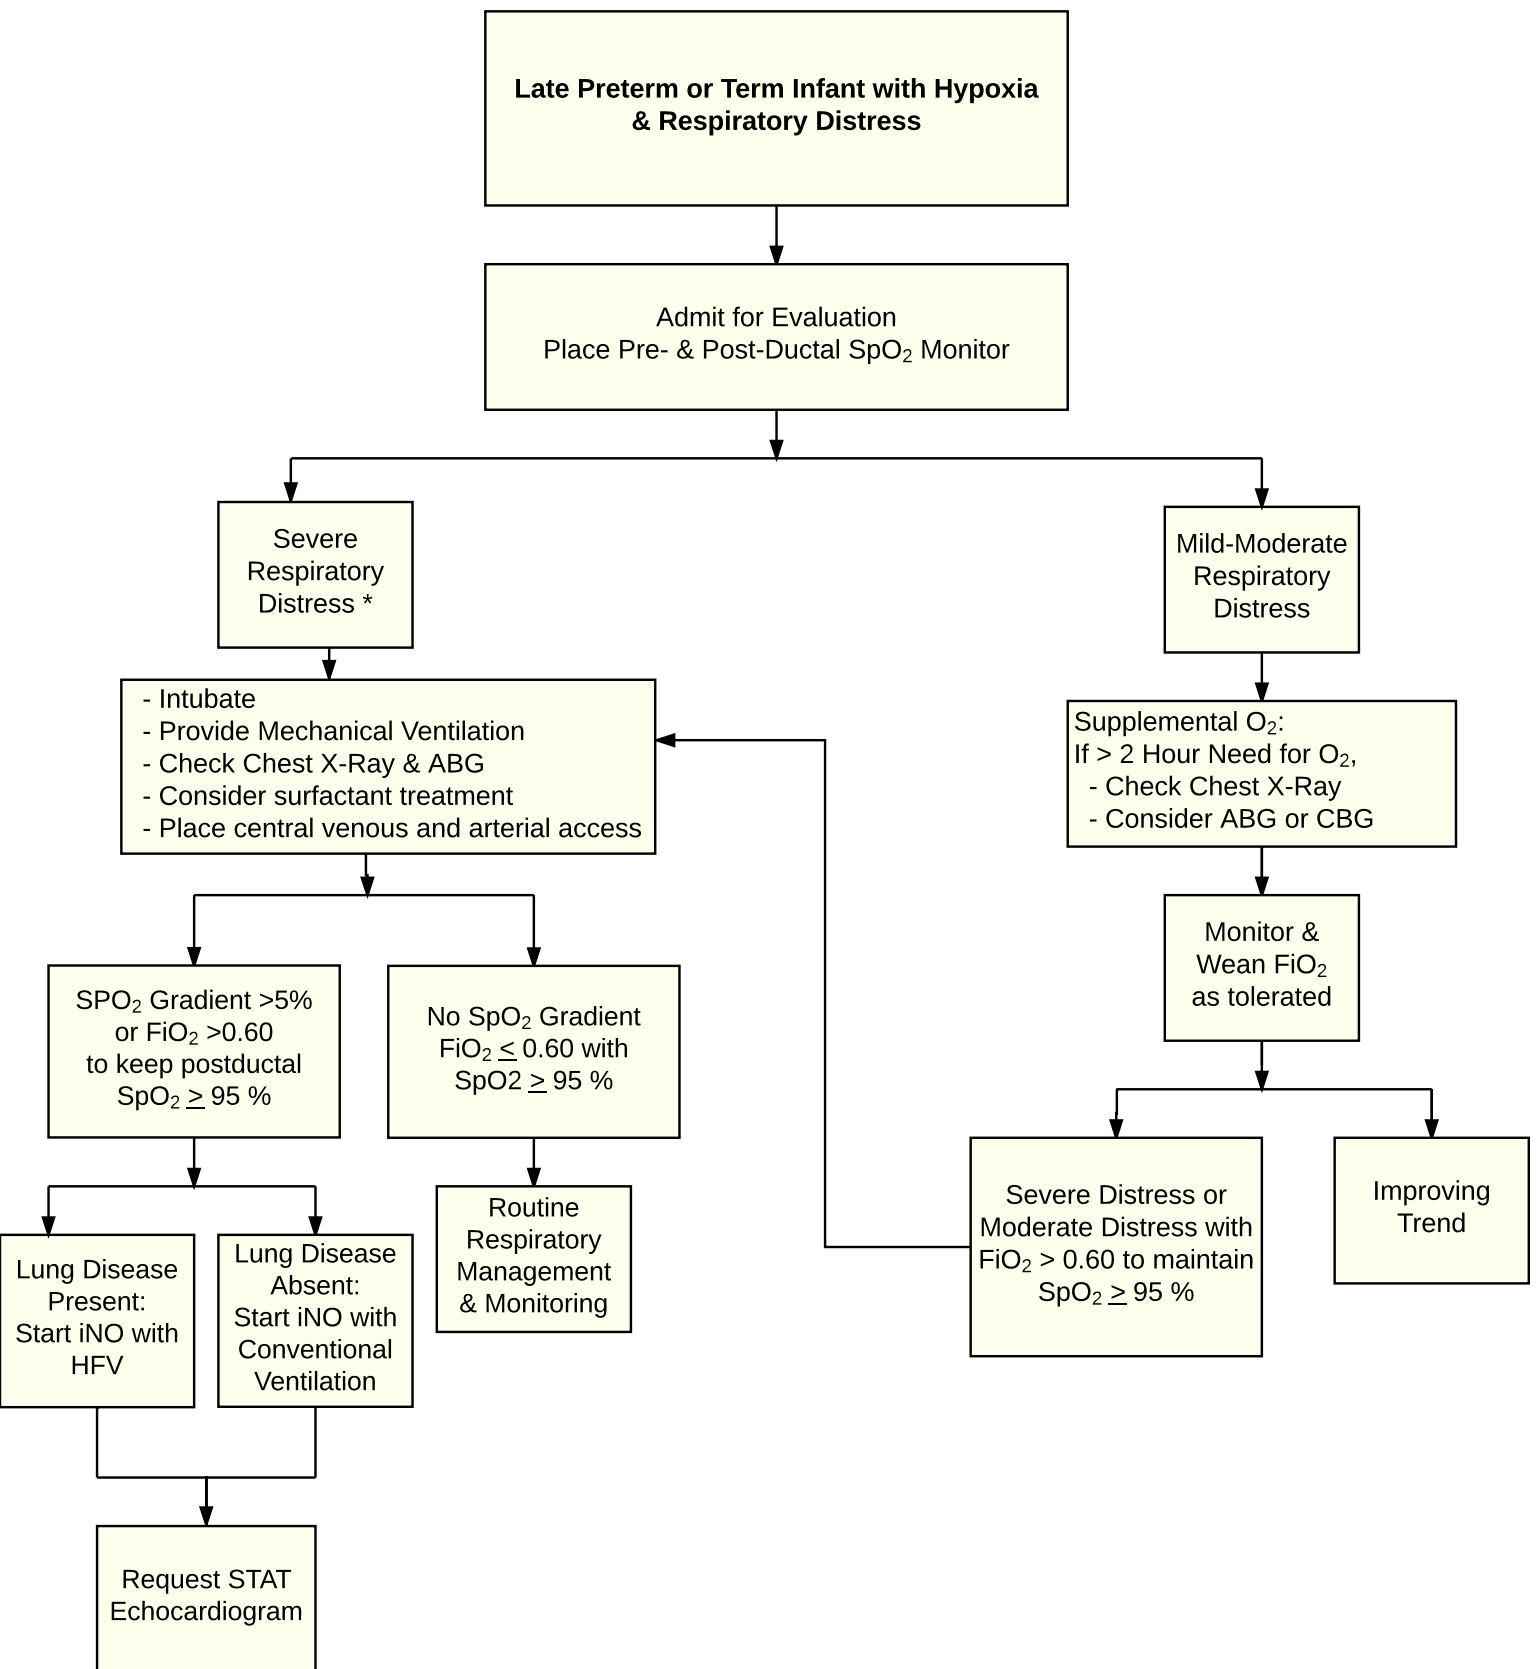 Late Preterm or Term Infant with Hypoxia
& Respiratory Distress
Admit for Evaluation
Place Pre- & Post-Ductal SpO₂ Monitor
Severe
Respiratory
Distress *
Mild-Moderate
Respiratory
Distress
- Intubate
- Provide Mechanical Ventilation
- Check Chest X-Ray & ABG
- Consider surfactant treatment
- Place central venous and arterial access
Supplemental O₂:
If > 2 Hour Need for O₂,
- Check Chest X-Ray
- Consider ABG or CBG
Monitor &
Wean FiO₂
as tolerated
SPO₂ Gradient >5%
or FiO₂ >0.60
to keep postductal
SpO₂ ≥ 95 %
No SpO₂ Gradient
FiO₂ ≤ 0.60 with
SpO2 ≥ 95 %
Severe Distress or
Moderate Distress with
FiO₂ > 0.60 to maintain
SpO₂ ≥ 95 %
Improving
Trend
Lung Disease
Present:
Start iNO with
HFV
Lung Disease
Absent:
Start iNO with
Conventional
Ventilation
Routine
Respiratory
Management
& Monitoring
Request STAT
Echocardiogram